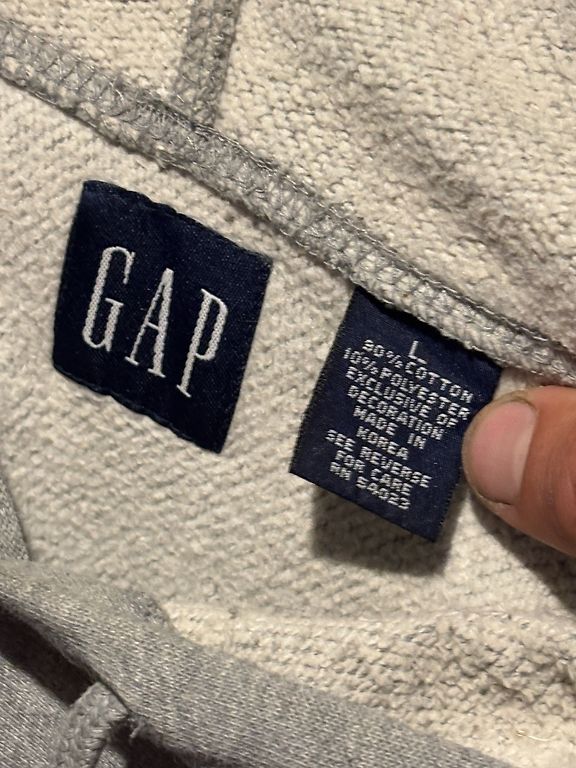 GAP
L
90% COTTON
10% POLYESTER
EXCLUSIVE OF
DECORATION
MADE IN
KOREA
SEE REVERSE
FOR CARE
RN 54023